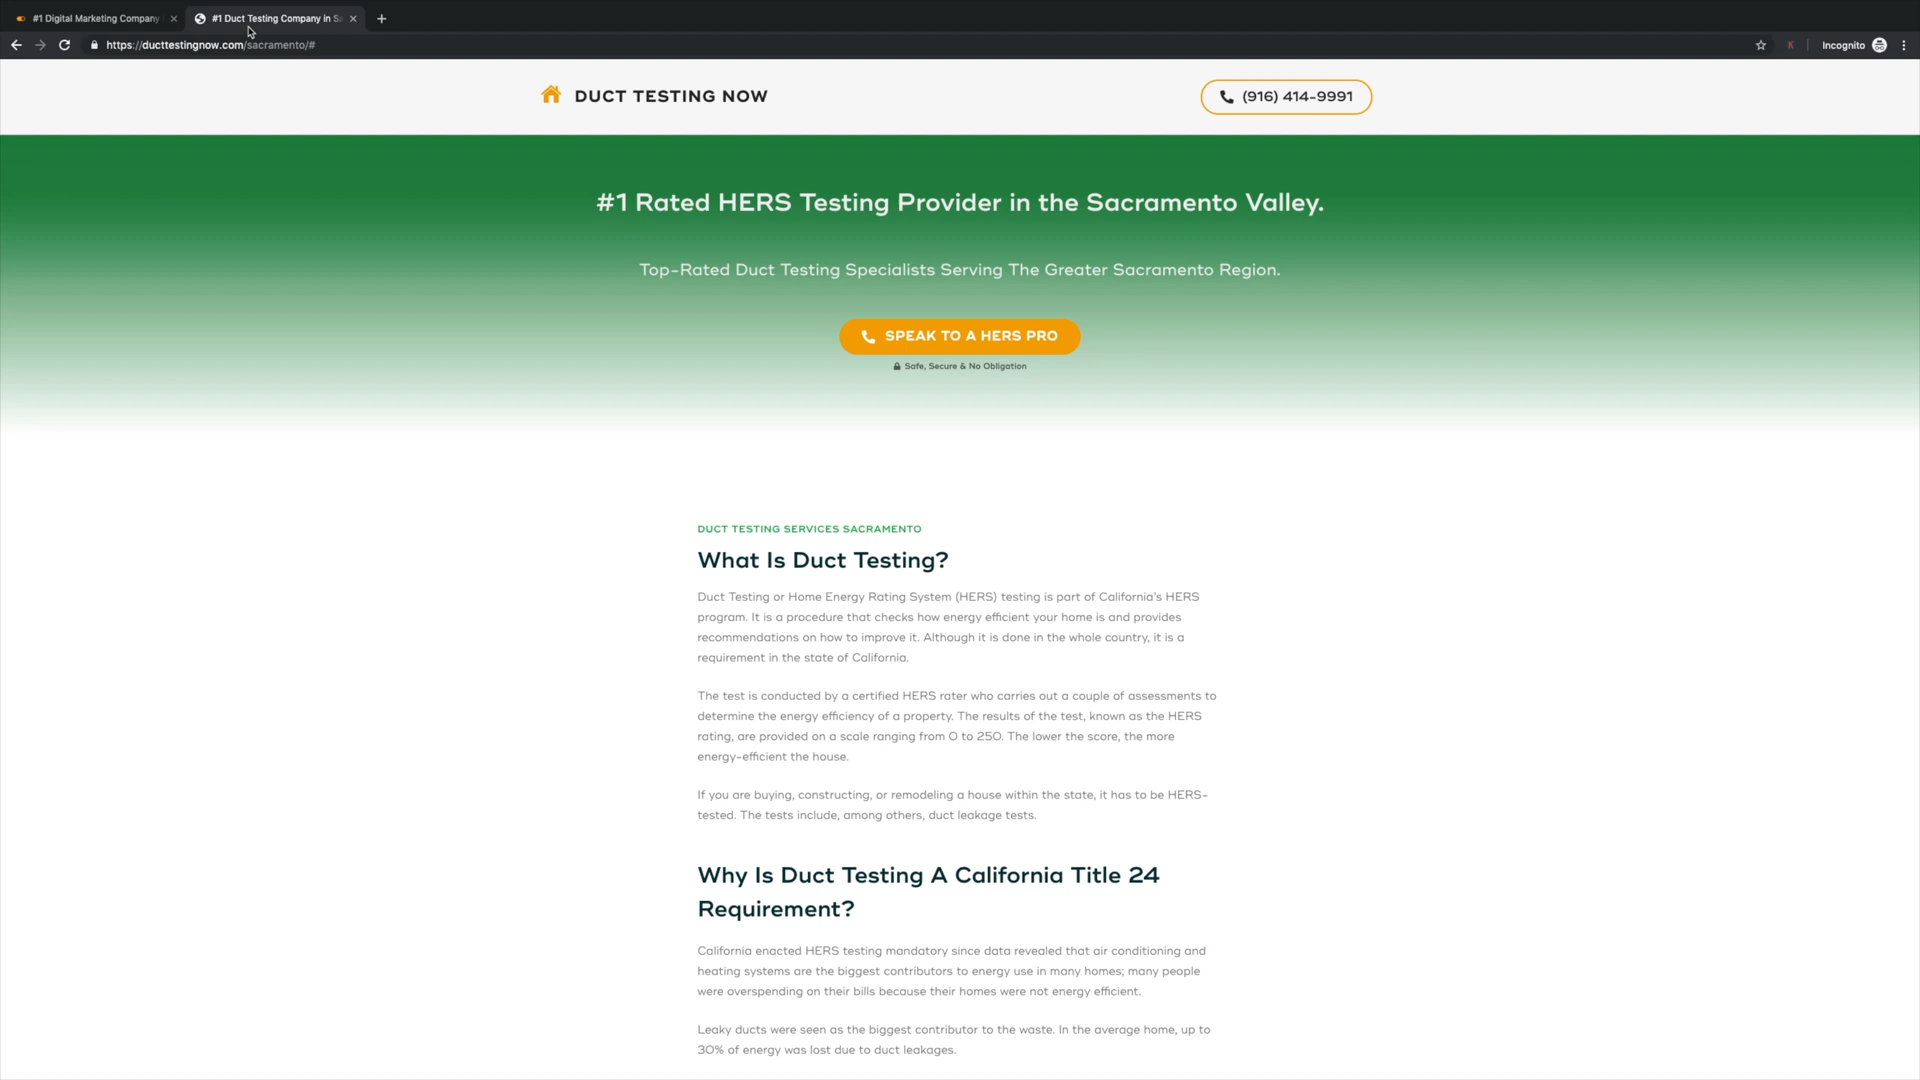 #1 Digital Marketing Company
#1 Duct Testing Company in Sa
https://ducttestingnow.com/sacramento/#
K
Incognito
DUCT TESTING NOW
(916) 414-9991
#1 Rated HERS Testing Provider in the Sacramento Valley.
Top-Rated Duct Testing Specialists Serving The Greater Sacramento Region.
SPEAK TO A HERS PRO
Safe, Secure & No Obligation
DUCT TESTING SERVICES SACRAMENTO
What Is Duct Testing?
Duct Testing or Home Energy Rating System (HERS) testing is part of California's HERS
program. It is a procedure that checks how energy efficient your home is and provides
recommendations on how to improve it. Although it is done in the whole country, it is a
requirement in the state of California.
The test is conducted by a certified HERS rater who carries out a couple of assessments to
determine the energy efficiency of a property. The results of the test, known as the HERS
rating, are provided on a scale ranging from 0 to 250. The lower the score, the more
energy-efficient the house.
If you are buying, constructing, or remodeling a house within the state, it has to be HERS-
tested. The tests include, among others, duct leakage tests.
Why Is Duct Testing A California Title 24
Requirement?
California enacted HERS testing mandatory since data revealed that air conditioning and
heating systems are the biggest contributors to energy use in many homes; many people
were overspending on their bills because their homes were not energy efficient.
Leaky ducts were seen as the biggest contributor to the waste. In the average home, up to
30% of energy was lost due to duct leakages.